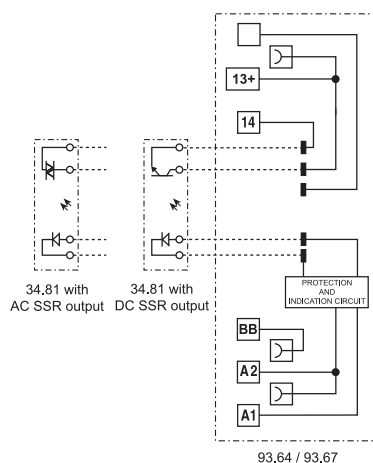 13+
14
PROTECTION
AND
INDICATION CIRCUIT
34.81 with
AC SSR output
34.81 with
DC SSR output
BB
A2
A1
93.64 / 93.67